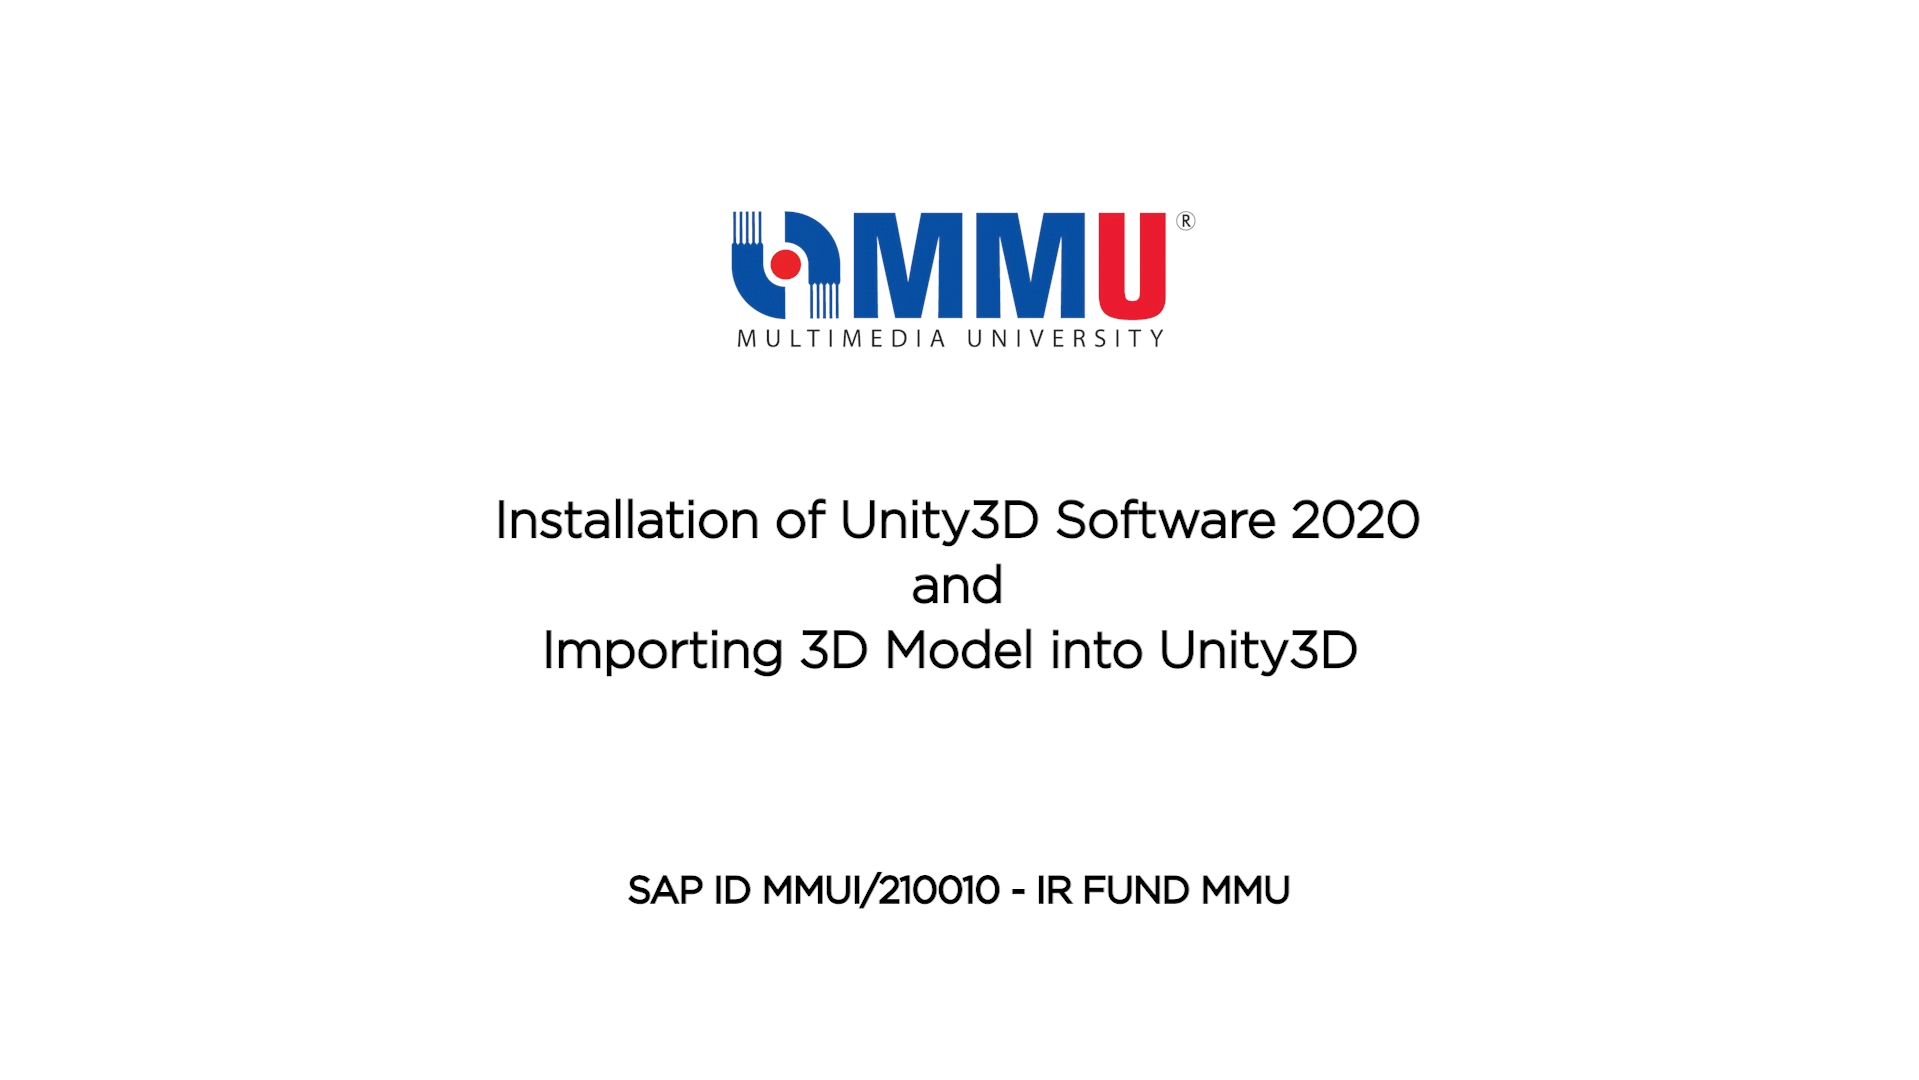 MMU ®
MULTIMEDIA UNIVERSITY
Installation of Unity3D Software 2020
and
Importing 3D Model into Unity3D
SAP ID MMUI/210010 - IR FUND MMU